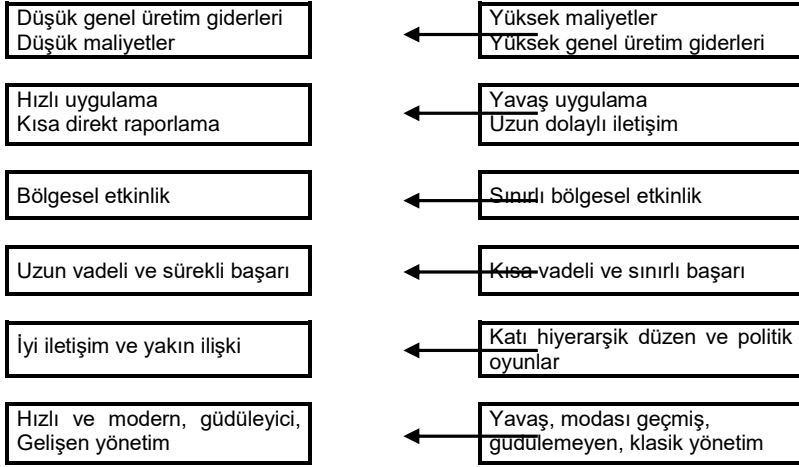 Düşük genel üretim giderleri
Düşük maliyetler
Yüksek maliyetler
Yüksek genel üretim giderleri
Hızlı uygulama
Kısa direkt raporlama
Yavaş uygulama
Uzun dolaylı iletişim
Bölgesel etkinlik
Sınırlı bölgesel etkinlik
Uzun vadeli ve sürekli başarı
Kısa vadeli ve sınırlı başarı
İyi iletişim ve yakın ilişki
Katı hiyerarşik düzen ve politik
oyunlar
Hızlı ve modern, güdüleyici,
Gelişen yönetim
Yavaş, modası geçmiş,
güdülemeyen, klasik yönetim